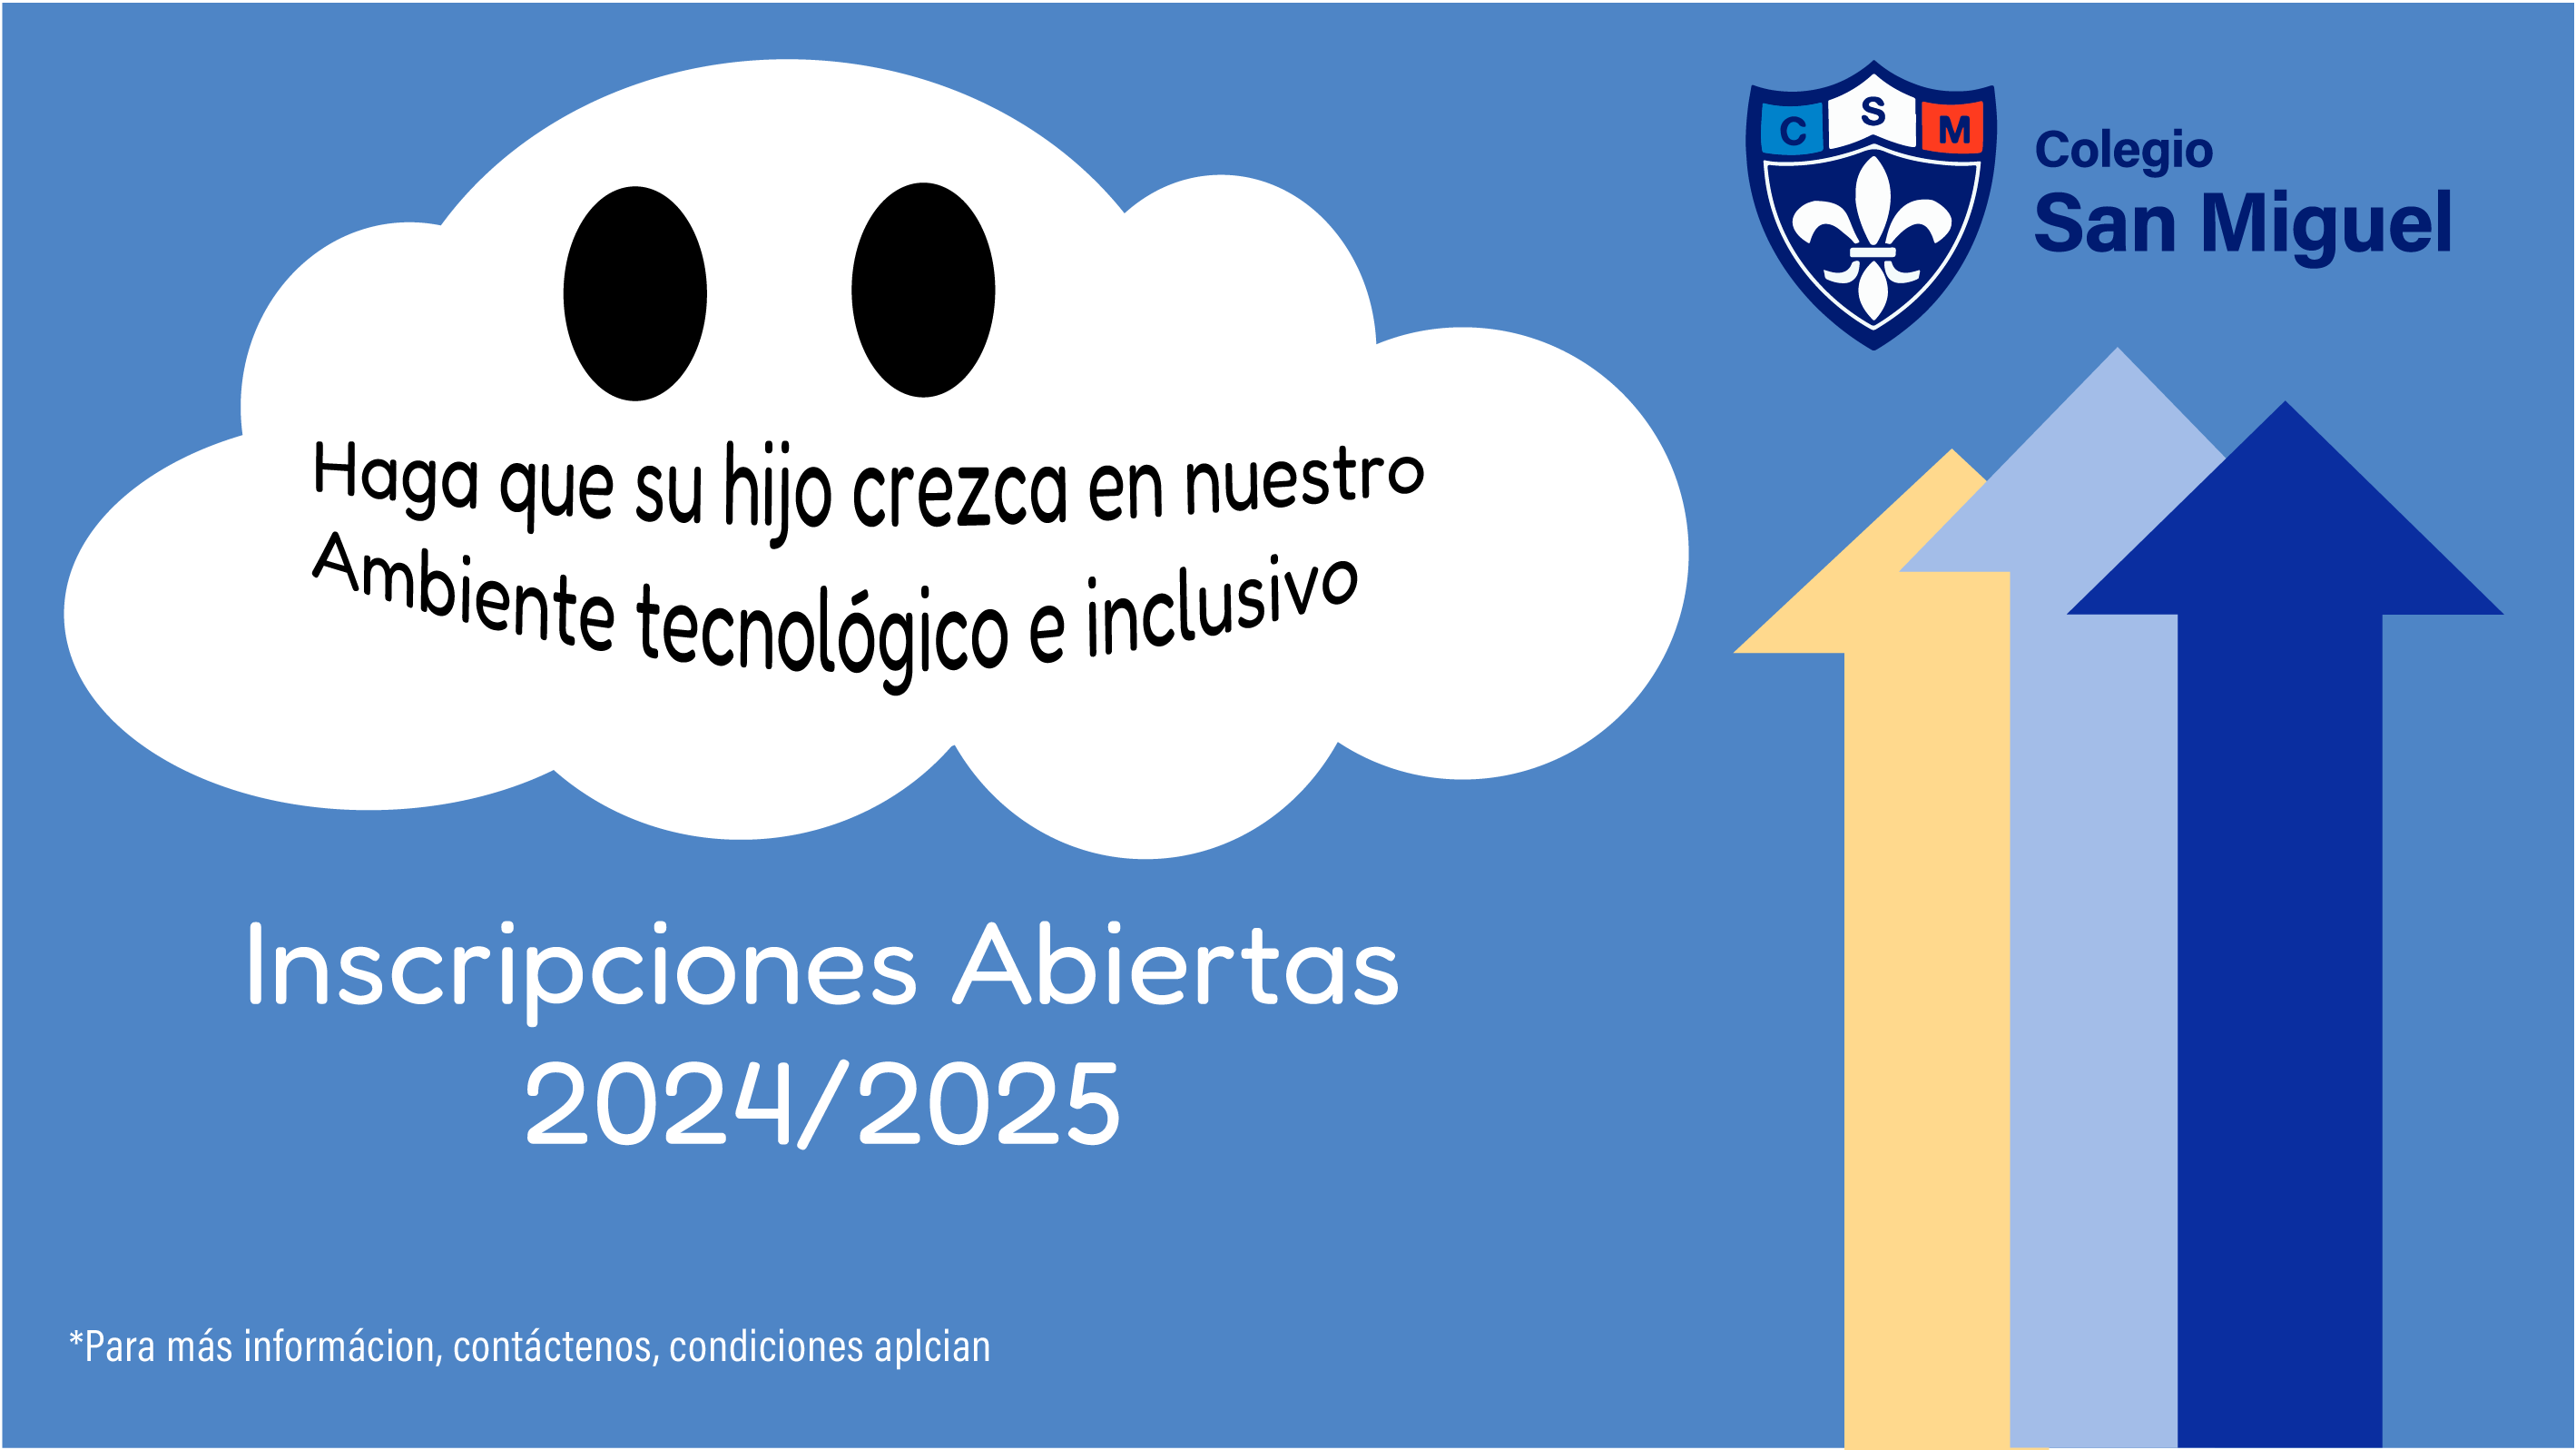 C S M
Colegio
San Miguel
Haga que su hijo crezca en nuestro
Ambiente tecnológico e inclusivo
Inscripciones Abiertas
2024/2025
*Para más informácion, contáctenos, condiciones aplcian